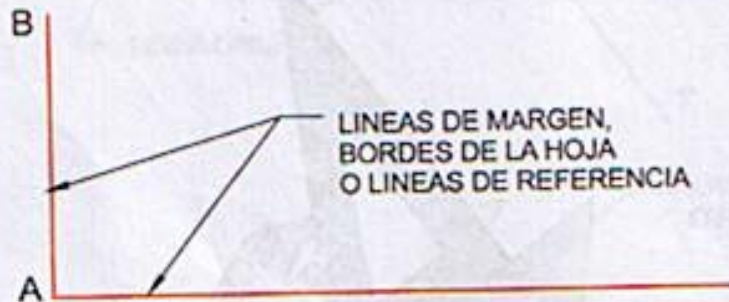 B
LINEAS DE MARGEN,
BORDES DE LA HOJA
O LINEAS DE REFERENCIA
A